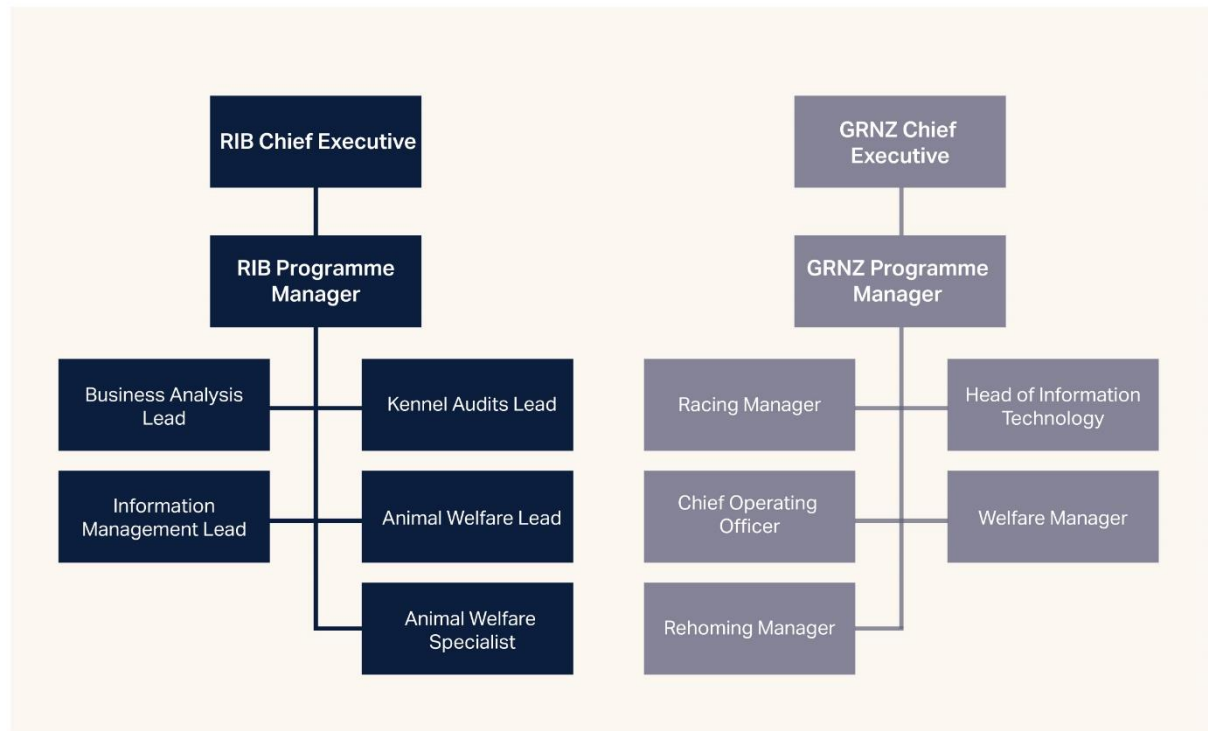 RIB Chief Executive
RIB Programme
Manager
Business Analysis
Lead
Kennel Audits Lead
Information
Management Lead
Animal Welfare Lead
Animal Welfare
Specialist
GRNZ Chief
Executive
GRNZ Programme
Manager
Racing Manager
Head of Information
Technology
Chief Operating
Officer
Welfare Manager
Rehoming Manager